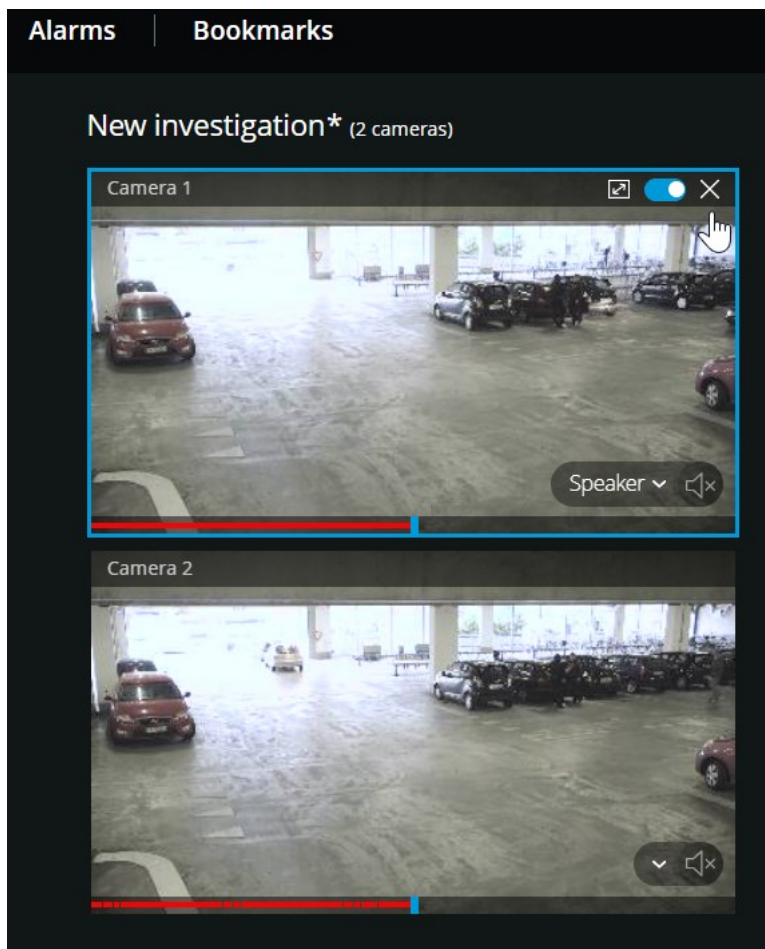 Alarms Bookmarks
New investigation* (2 cameras)
Camera 1
Speaker
Camera 2